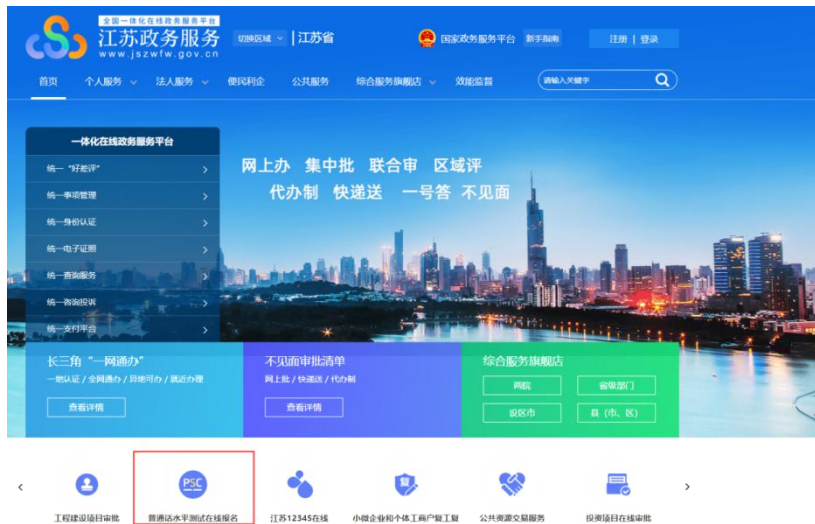 全国一体化在线政务服务平台
江苏政务服务
www.jszwfw.gov.cn
切换区域 江苏省
国家政务服务平台 新手指南 注册 | 登录
首页 个人服务 法人服务 便民利企 公共服务 综合服务旗舰店 效能监督 请输入关键字
一体化在线政务服务平台
统一“好差评”
统一事项管理
统一身份认证
统一电子证照
统一查询服务
统一咨询投诉
统一支付平台
网上办 集中批 联合审 区域评
代办制 快递送 一号答 不见面
长三角“一网通办”
一地认证/全网通办/异地可办/就近办理
查看详情
不见面审批清单
网上批/快递送/代办制
查看详情
综合服务旗舰店
两院 省级部门
设区市 县(市、区)
PSC
复
工程建设项目审批 普通话水平测试在线报名 江苏12345在线 小微企业和个体工商户复工复 公共资源交易服务 投资项目在线审批